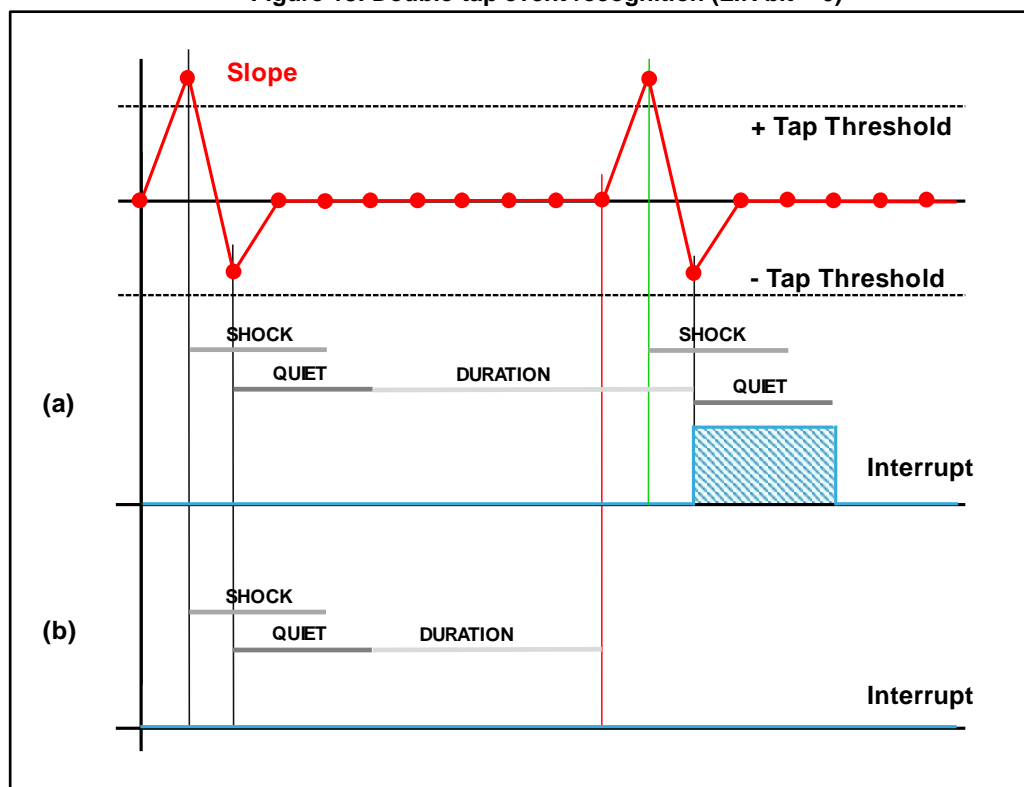 Slope
+ Tap Threshold
- Tap Threshold
SHOCK
SHOCK
QUIET
DURATION
QUIET
(a)
Interrupt
SHOCK
(b)
QUIET
DURATION
Interrupt